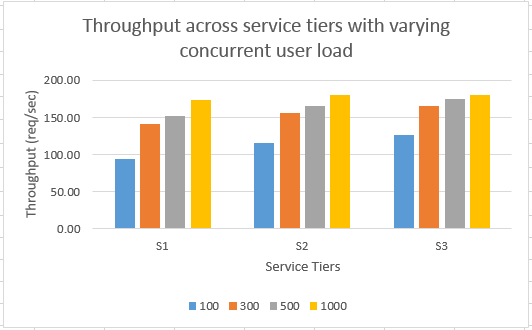 Throughput across service tiers with varying
concurrent user load
Throughput (req/sec)
200.00
150.00
100.00
50.00
0.00
S1 S2 S3
Service Tiers
100 300 500 1000